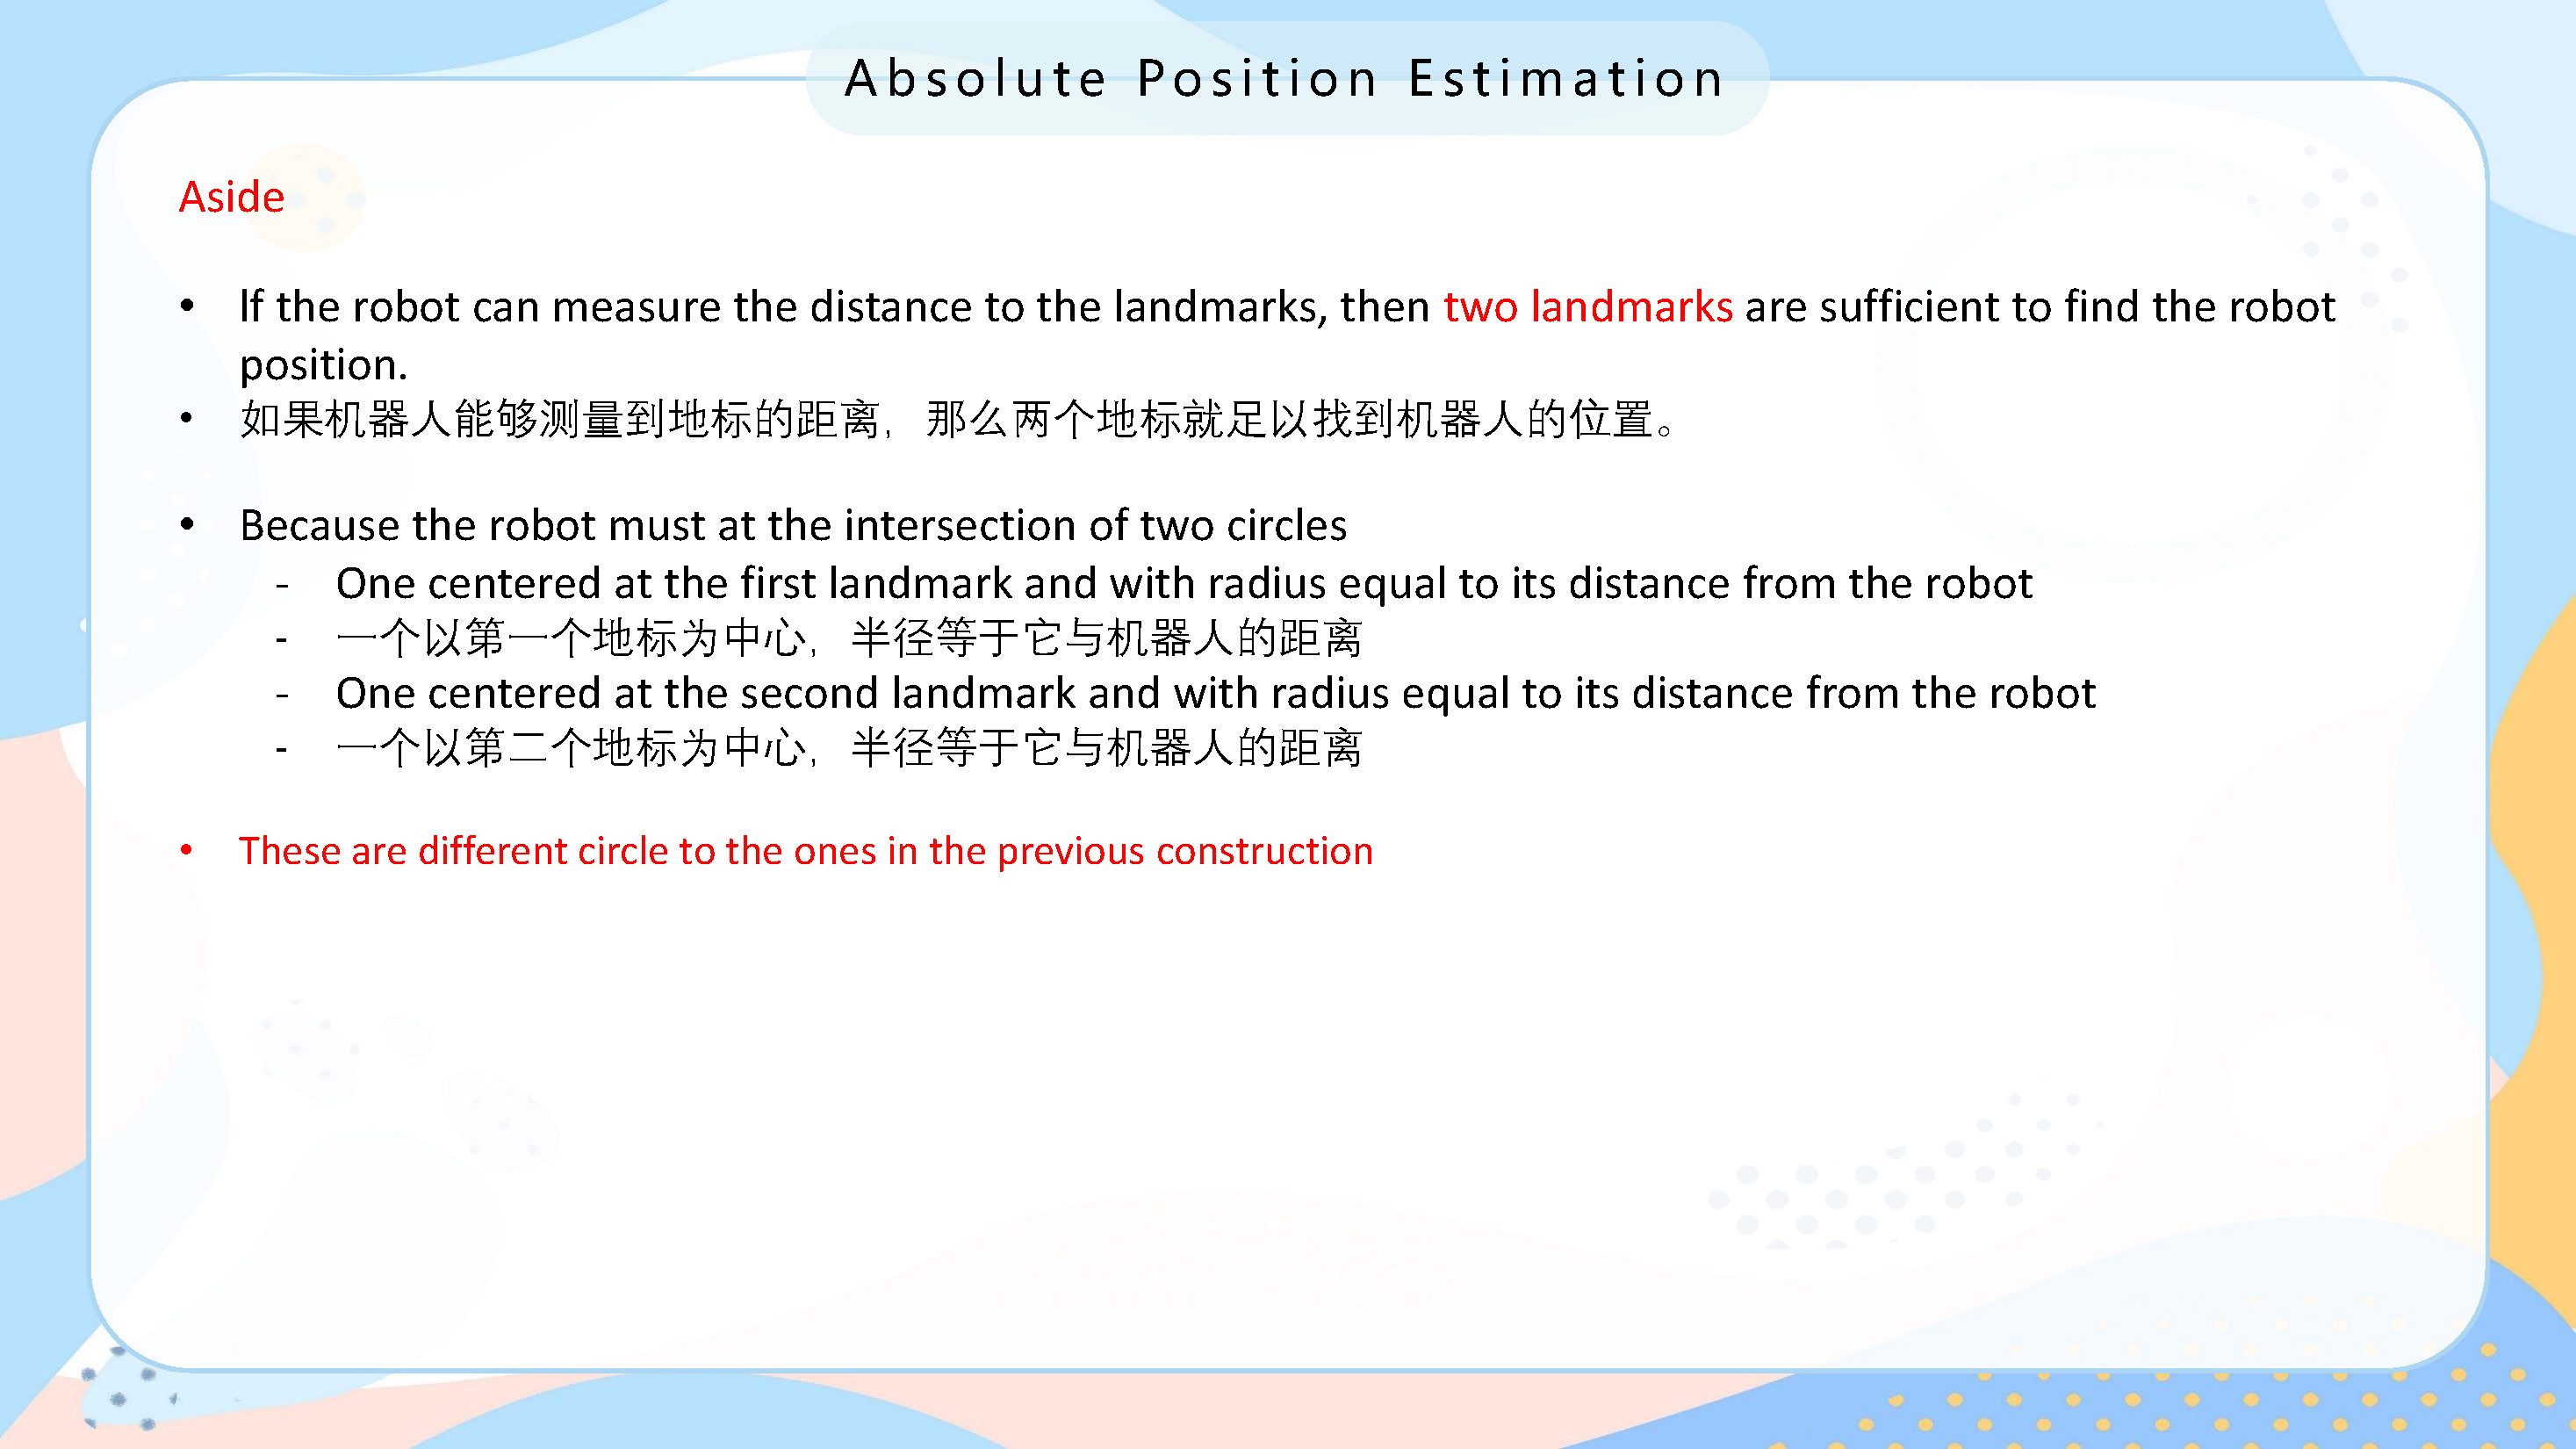 Absolute Position Estimation
Aside
• If the robot can measure the distance to the landmarks, then two landmarks are sufficient to find the robot
position.
• 如果机器人能够测量到地标的距离，那么两个地标就足以找到机器人的位置。
• Because the robot must at the intersection of two circles
- One centered at the first landmark and with radius equal to its distance from the robot
- 一个以第一个地标为中心，半径等于它与机器人的距离
- One centered at the second landmark and with radius equal to its distance from the robot
- 一个以第二个地标为中心，半径等于它与机器人的距离
• These are different circle to the ones in the previous construction